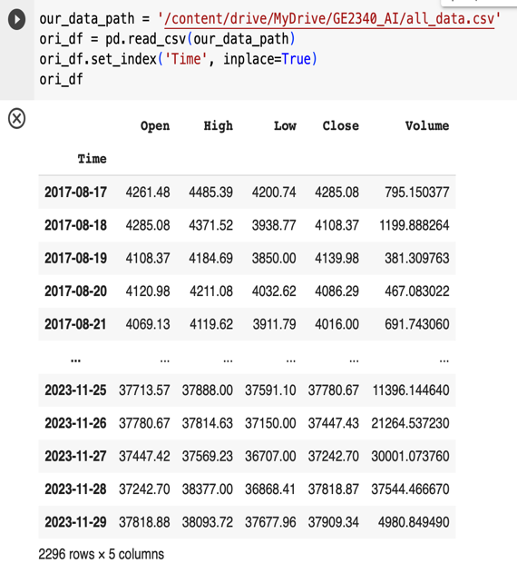 our_data_path = '/content/drive/MyDrive/GE2340_AI/all_data.csv'
ori_df = pd.read_csv(our_data_path)
ori_df.set_index('Time', inplace=True)
ori_df
Open High Low Close Volume
Time
2017-08-17 4261.48 4485.39 4200.74 4285.08 795.150377
2017-08-18 4285.08 4371.52 3938.77 4108.37 1199.888264
2017-08-19 4108.37 4184.69 3850.00 4139.98 381.309763
2017-08-20 4120.98 4211.08 4032.62 4086.29 467.083022
2017-08-21 4069.13 4119.62 3911.79 4016.00 691.743060
... ... ... ... ... ...
2023-11-25 37713.57 37888.00 37591.10 37780.67 11396.144640
2023-11-26 37780.67 37814.63 37150.00 37447.43 21264.537230
2023-11-27 37447.42 37569.23 36707.00 37242.70 30001.073760
2023-11-28 37242.70 38377.00 36868.41 37818.87 37544.466670
2023-11-29 37818.88 38093.72 37677.96 37909.34 4980.849490
2296 rows × 5 columns